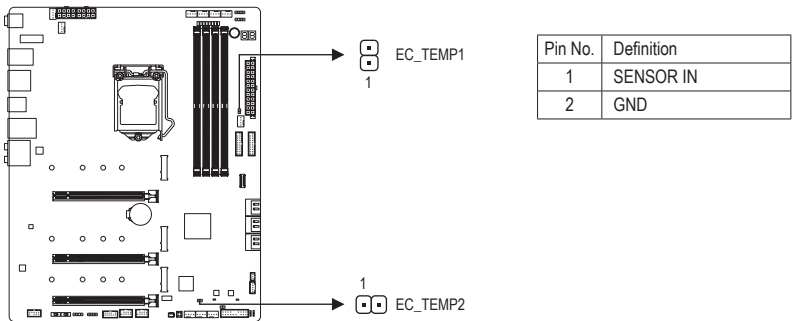 EC_TEMP1
1
Pin No. Definition
1 SENSOR IN
2 GND
1
EC_TEMP2